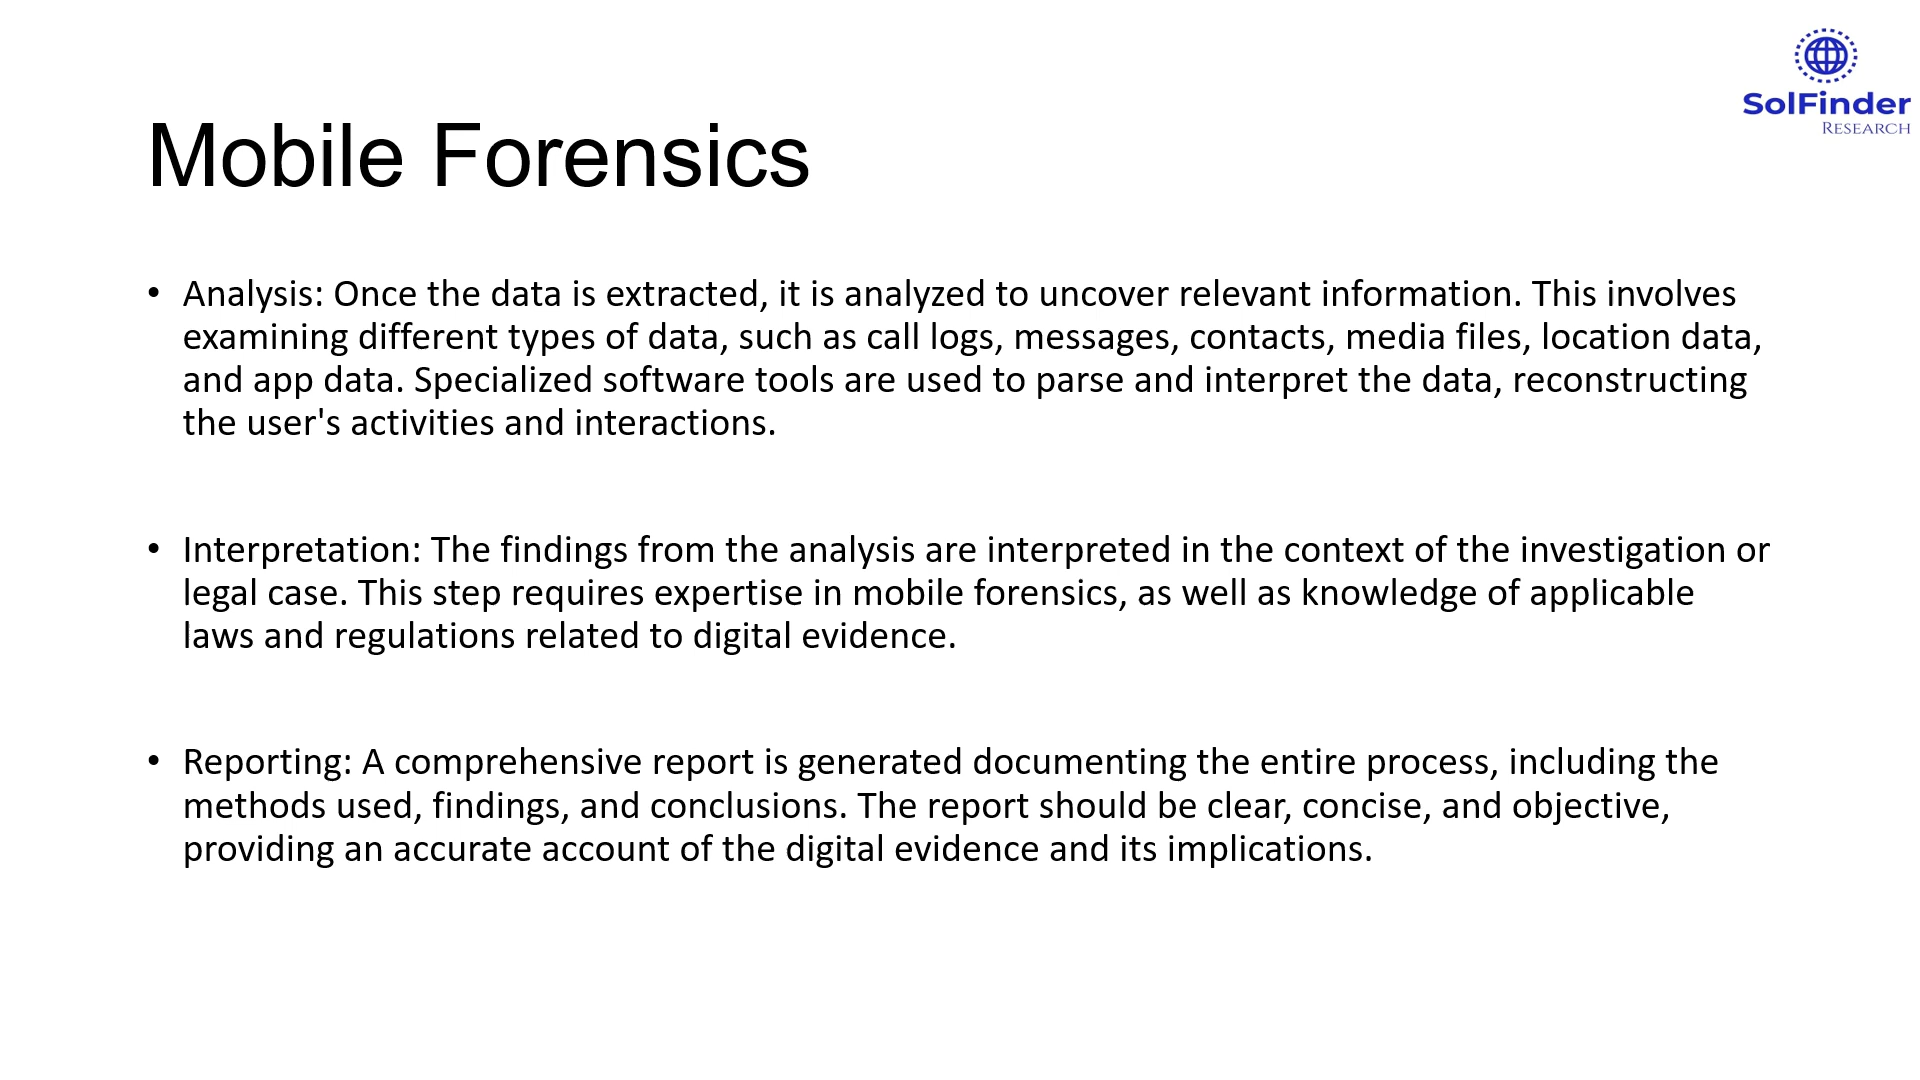 SolFinder
RESEARCH
Mobile Forensics
• Analysis: Once the data is extracted, it is analyzed to uncover relevant information. This involves
examining different types of data, such as call logs, messages, contacts, media files, location data,
and app data. Specialized software tools are used to parse and interpret the data, reconstructing
the user's activities and interactions.
• Interpretation: The findings from the analysis are interpreted in the context of the investigation or
legal case. This step requires expertise in mobile forensics, as well as knowledge of applicable
laws and regulations related to digital evidence.
• Reporting: A comprehensive report is generated documenting the entire process, including the
methods used, findings, and conclusions. The report should be clear, concise, and objective,
providing an accurate account of the digital evidence and its implications.